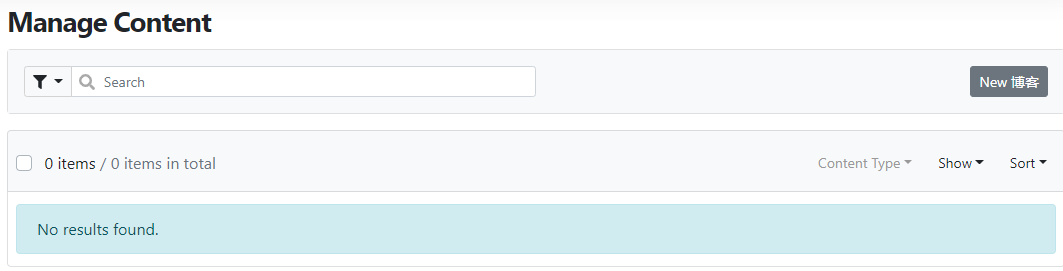 Manage Content
Search
New 博客
0 items / 0 items in total
Content Type
Show
Sort
No results found.